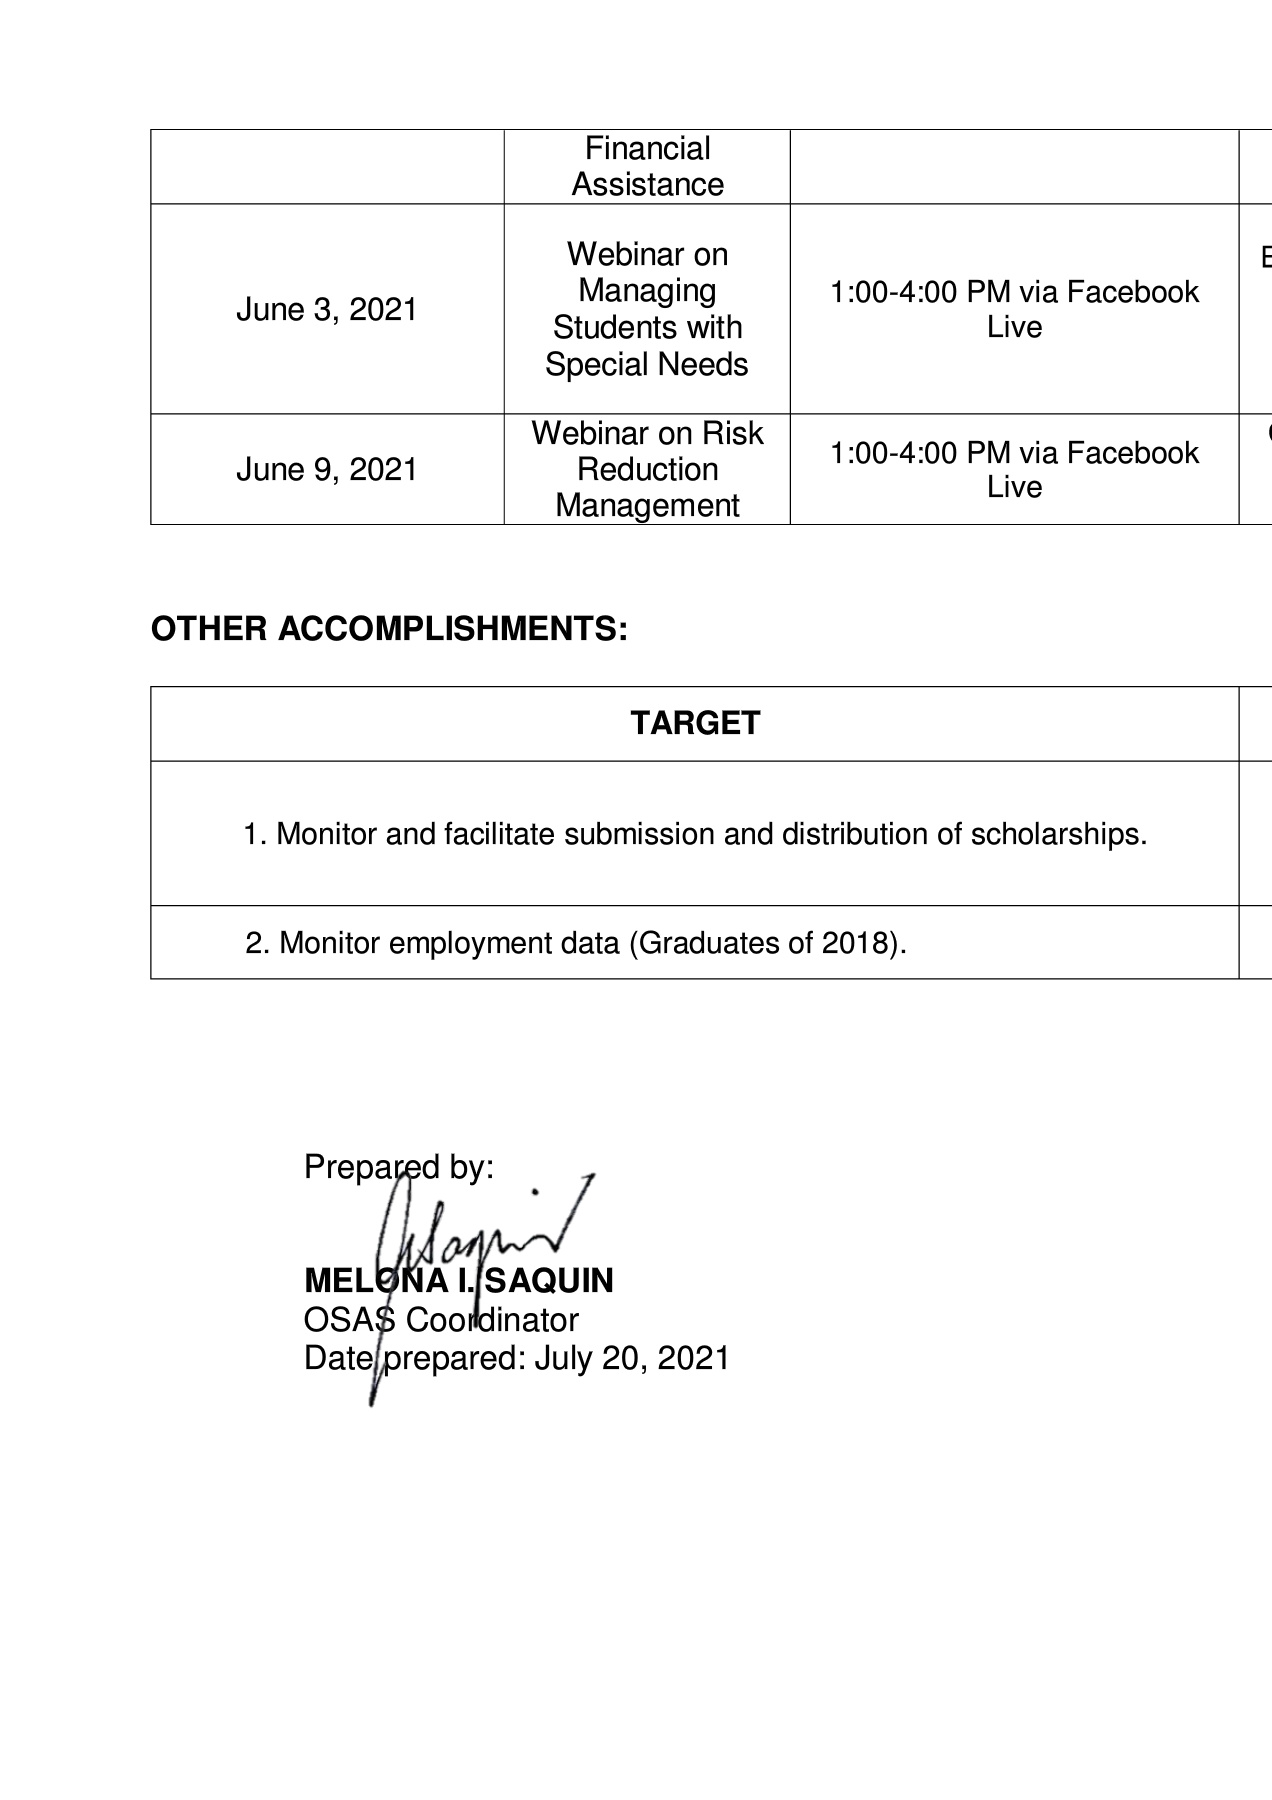 Financial
Assistance
June 3, 2021
Webinar on
Managing
Students with
Special Needs
1:00-4:00 PM via Facebook
Live
June 9, 2021
Webinar on Risk
Reduction
Management
1:00-4:00 PM via Facebook
Live
OTHER ACCOMPLISHMENTS:
TARGET
1. Monitor and facilitate submission and distribution of scholarships.
2. Monitor employment data (Graduates of 2018).
Prepared by:
MELONA I. SAQUIN
OSAS Coordinator
Date prepared: July 20, 2021